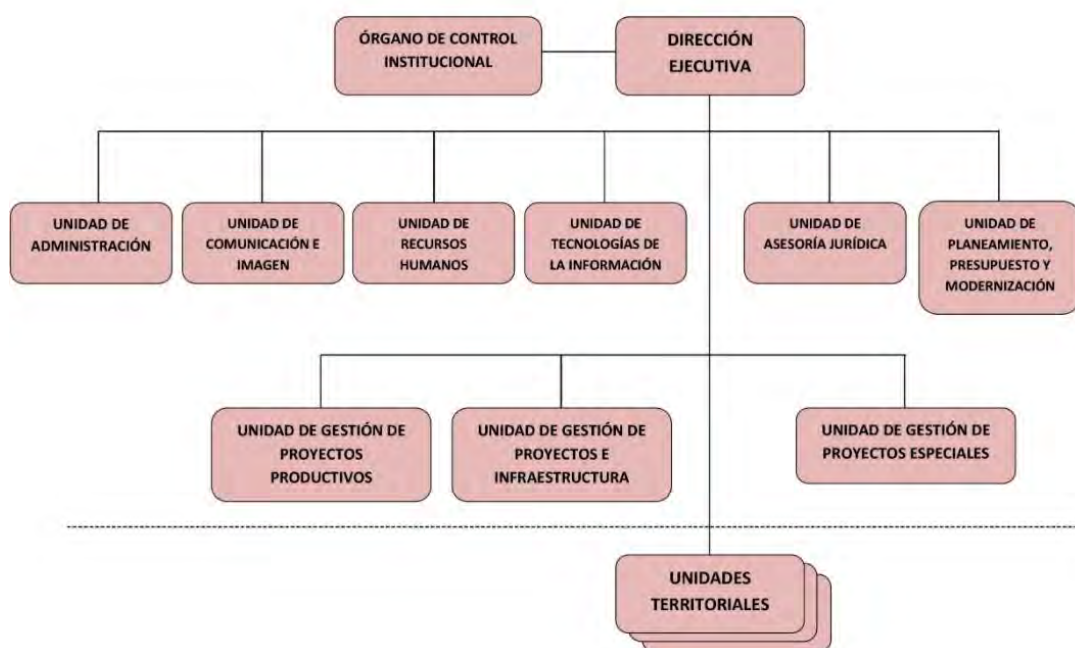 ÓRGANO DE CONTROL
INSTITUCIONAL
DIRECCIÓN
EJECUTIVA
UNIDAD DE
ADMINISTRACIÓN
UNIDAD DE
COMUNICACIÓN E
IMAGEN
UNIDAD DE
RECURSOS
HUMANOS
UNIDAD DE
TECNOLOGÍAS DE
LA INFORMACIÓN
UNIDAD DE
ASESORÍA JURÍDICA
UNIDAD DE
PLANEAMIENTO,
PRESUPUESTO Y
MODERNIZACIÓN
UNIDAD DE GESTIÓN DE
PROYECTOS
PRODUCTIVOS
UNIDAD DE GESTIÓN DE
PROYECTOS E
INFRAESTRUCTURA
UNIDAD DE GESTIÓN DE
PROYECTOS ESPECIALES
UNIDADES
TERRITORIALES